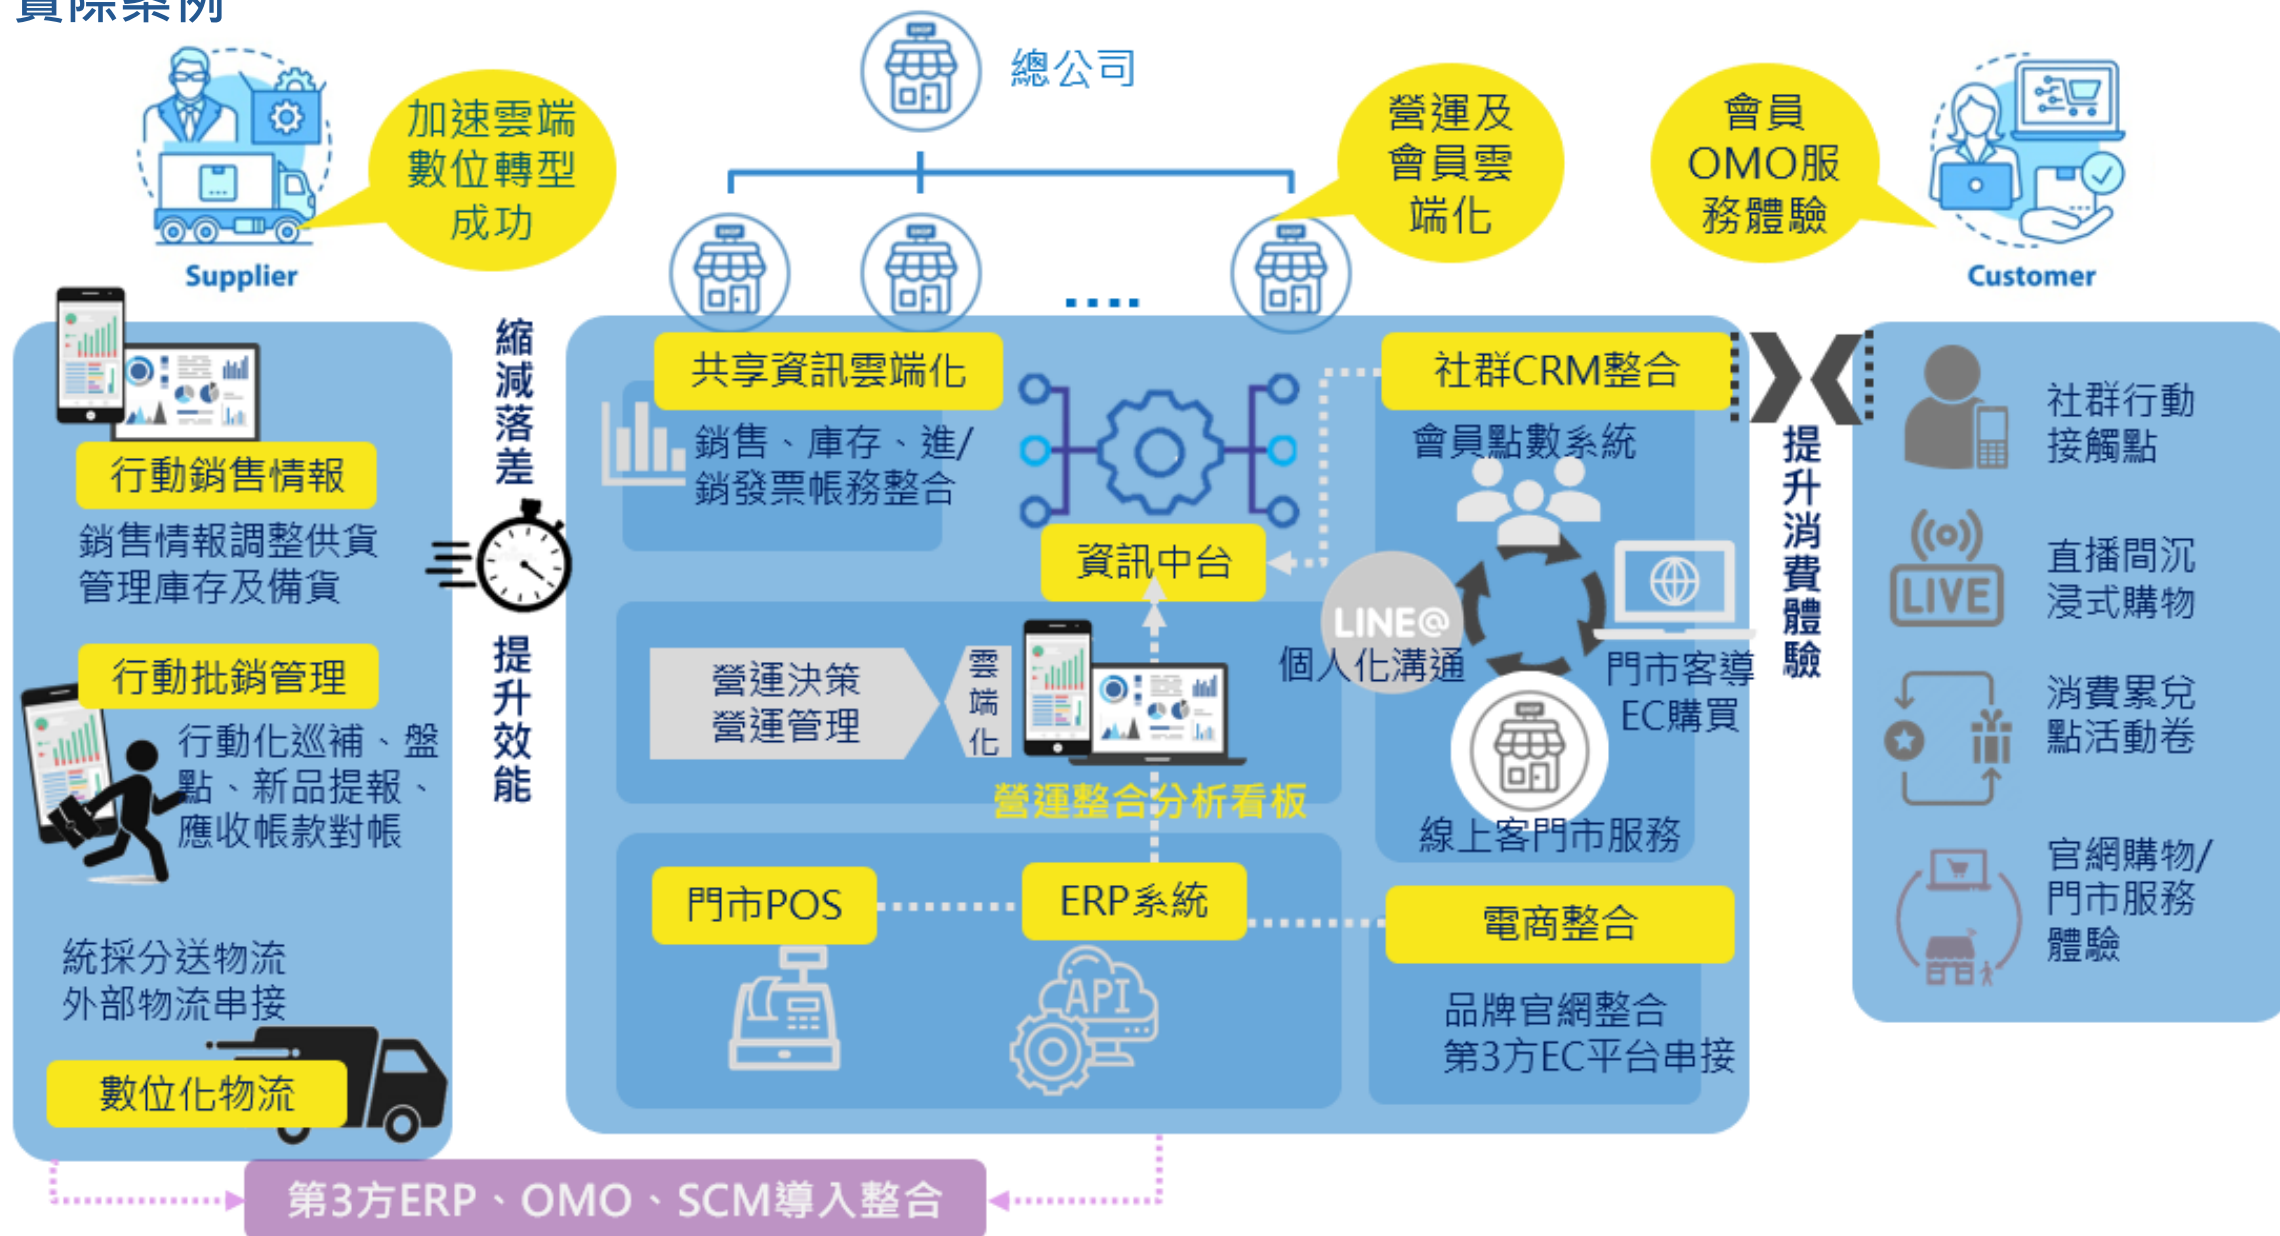 實際案例
總公司
加速雲端
數位轉型
成功
營運及
會員雲
端化
會員
OMO服
務體驗
SHOP
SHOP
SHOP
SHOP
....
Supplier
Customer
行動銷售情報
銷售情報調整供貨
管理庫存及備貨
行動批銷管理
行動化巡補、盤
點、新品提報、
應收帳款對帳
統採分送物流
外部物流串接
數位化物流
縮減落差
提升效能
共享資訊雲端化
銷售、庫存、進/
銷發票帳務整合
資訊中台
營運決策
營運管理
雲端化
營運整合分析看板
門市POS
ERP系統
API
社群CRM整合
會員點數系統
LINE@
個人化溝通
門市客導
EC購買
SHOP
線上客門市服務
電商整合
品牌官網整合
第3方EC平台串接
提升消費體驗
社群行動
接觸點
LIVE
直播間沉
浸式購物
消費累兌
點活動卷
官網購物/
門市服務
體驗
第3方ERP、OMO、SCM導入整合